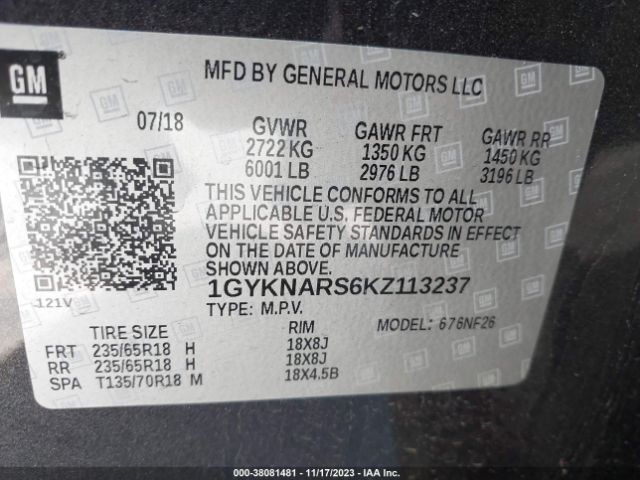 GM
MFD BY GENERAL MOTORS LLC
07/18 GVWR GAWR FRT GAWR RR
2722 KG 1350 KG 1450 KG
6001 LB 2976 LB 3196 LB
THIS VEHICLE CONFORMS TO ALL
APPLICABLE U.S. FEDERAL MOTOR
VEHICLE SAFETY STANDARDS IN EFFECT
ON THE DATE OF MANUFACTURE
SHOWN ABOVE.
121V 1GYKNARS6KZ113237
TYPE: M.P.V. MODEL: 676NF26
TIRE SIZE RIM
FRT 235/65R18 H 18X8J
RR 235/65R18 H 18X8J
SPA T135/70R18 M 18X4.5B
000-38081481 - 11/17/2023 - IAA Inc.